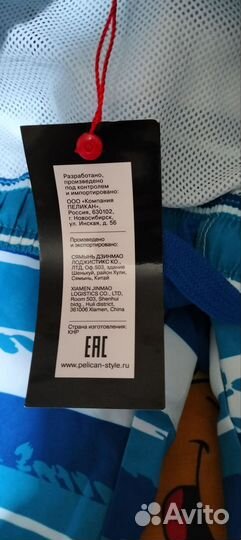 Разработано,
произведено
под контролем
и импортировано:
ООО «Компания
ПЕЛИКАН»,
Россия, 630102,
г. Новосибирск,
ул. Инская, д. 56
Произведено
и экспортировано:
СЯМЫНЬ ДЗИНМАО
ЛОДЖИСТИКС КО.,
ЛТД, Оф.503, здание
Шеньхуй, район Хули,
Сямынь, Китай
XIAMEN JINMAO
LOGISTICS CO., LTD,
Room 503, Shenhui
bldg., Huli district,
361006 Xiamen, China
Страна изготовления:
КНР
EAC
www.pelican-style.ru
Avito